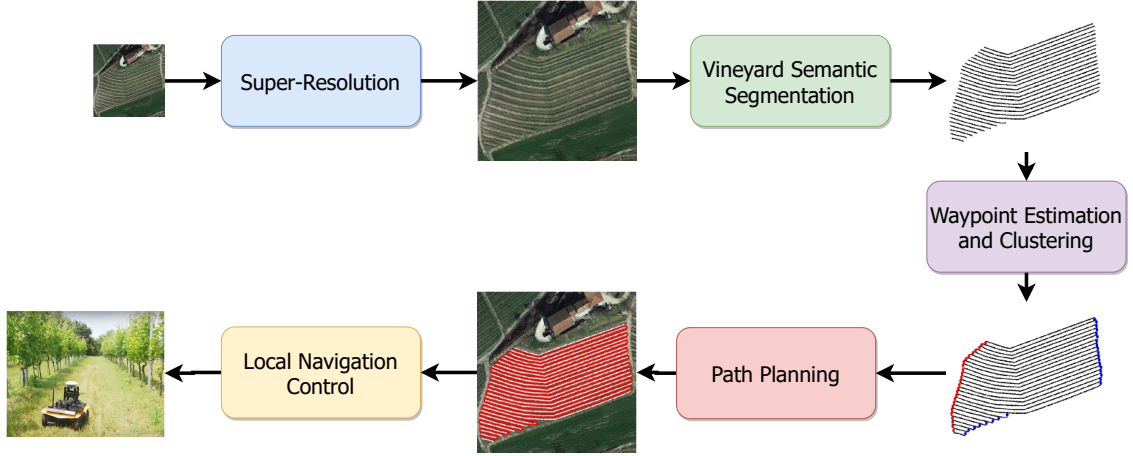 Super-Resolution
Vineyard Semantic
Segmentation
Waypoint Estimation
and Clustering
Path Planning
Local Navigation
Control